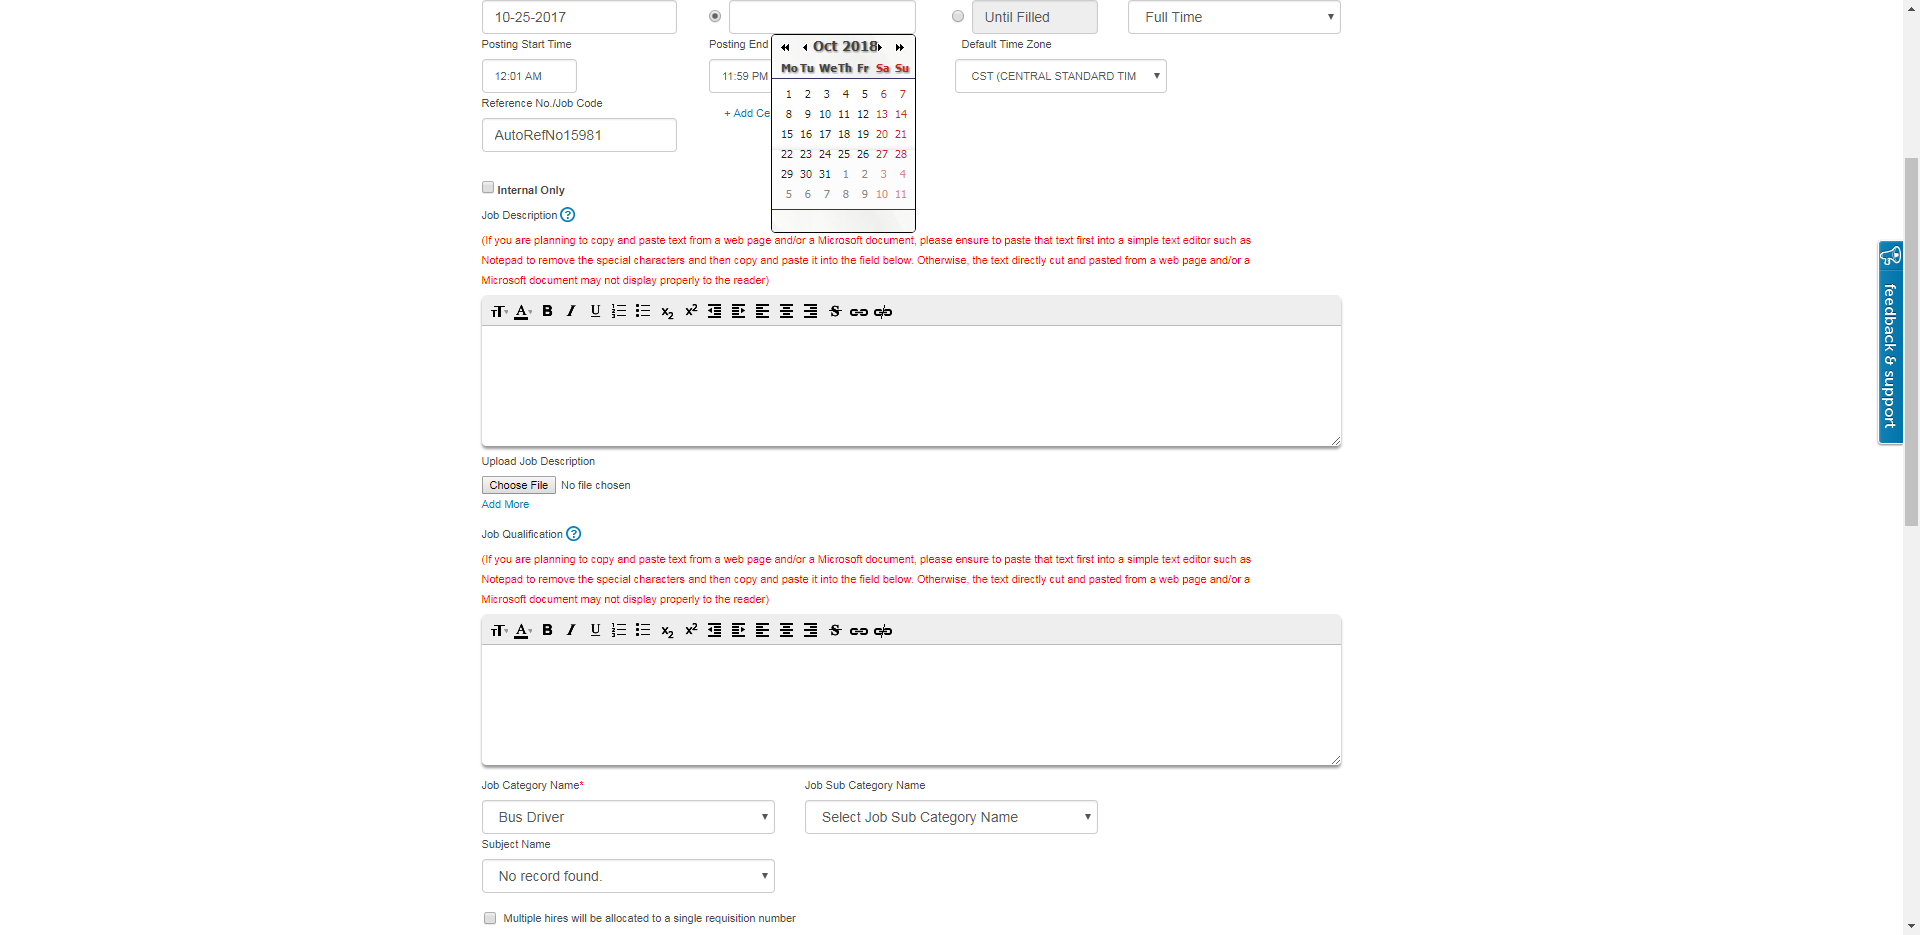 10-25-2017
Until Filled
Full Time
Posting Start Time
Posting End
Default Time Zone
12:01 AM
11:59 PM
CST (CENTRAL STANDARD TIM
Oct 2018
Mo Tu We Th Fr Sa Su
1 2 3 4 5 6 7
8 9 10 11 12 13 14
15 16 17 18 19 20 21
22 23 24 25 26 27 28
29 30 31 1 2 3 4
5 6 7 8 9 10 11
Reference No./Job Code
+ Add Ce
AutoRefNo15981
Internal Only
Job Description ?
(If you are planning to copy and paste text from a web page and/or a Microsoft document, please ensure to paste that text first into a simple text editor such as
Notepad to remove the special characters and then copy and paste it into the field below. Otherwise, the text directly cut and pasted from a web page and/or a
Microsoft document may not display properly to the reader)
Upload Job Description
Choose File No file chosen
Add More
Job Qualification ?
(If you are planning to copy and paste text from a web page and/or a Microsoft document, please ensure to paste that text first into a simple text editor such as
Notepad to remove the special characters and then copy and paste it into the field below. Otherwise, the text directly cut and pasted from a web page and/or a
Microsoft document may not display properly to the reader)
Job Category Name*
Job Sub Category Name
Bus Driver
Select Job Sub Category Name
Subject Name
No record found.
Multiple hires will be allocated to a single requisition number
feedback & support